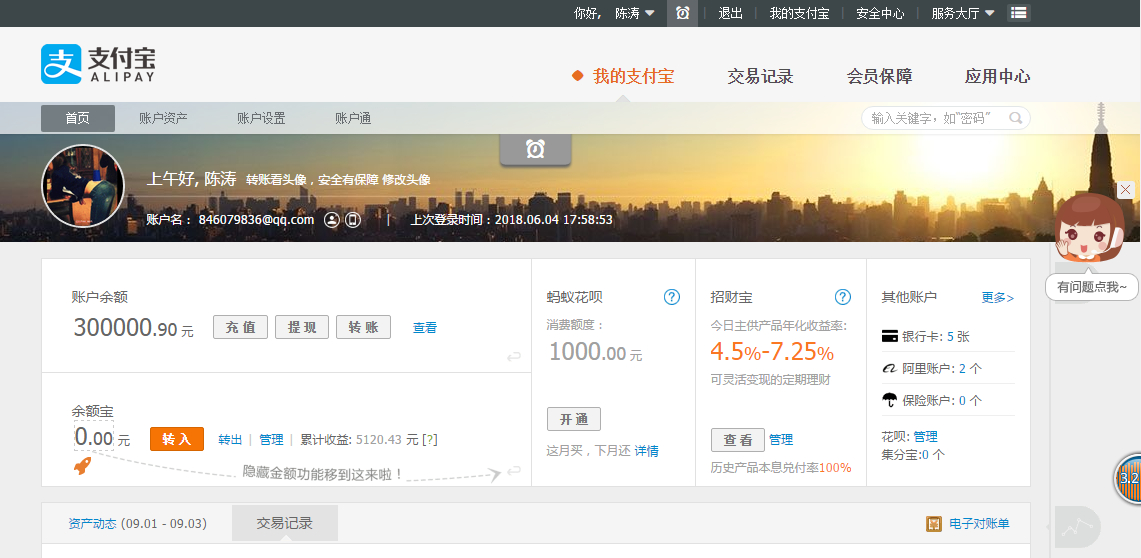 你好, 陈涛 退出 我的支付宝 安全中心 服务大厅
支 支付宝
ALIPAY
我的支付宝 交易记录 会员保障 应用中心
首页 账户资产 账户设置 账户通 输入关键字，如"密码"
上午好, 陈涛 转账看头像，安全有保障 修改头像
账户名： 846079836@qq.com | 上次登录时间：2018.06.04 17:58:53
有问题点我~
账户余额
300000.90 元 充 值 提 现 转 账 查看
余额宝
0.00 元 转 入 转出 | 管理 | 累计收益: 5120.43 元 [?]
隐藏金额功能移到这来啦！
蚂蚁花呗 ?
消费额度：
1000.00 元
开 通
这月买，下月还 详情
招财宝 ?
今日主供产品年化收益率:
4.5%-7.25%
可灵活变现的定期理财
查 看 管理
历史产品本息兑付率100%
其他账户 更多>
银行卡: 5 张
阿里账户: 2 个
保险账户: 0 个
花呗: 管理
集分宝:0 个
3.2
资产动态 (09.01 - 09.03) 交易记录 电子对账单